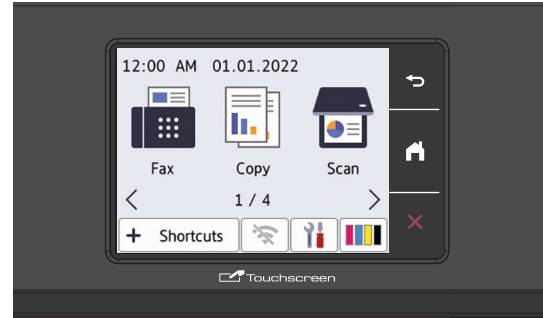 12:00 AM 01.01.2022
Fax Copy Scan
1 / 4
+ Shortcuts
Touchscreen